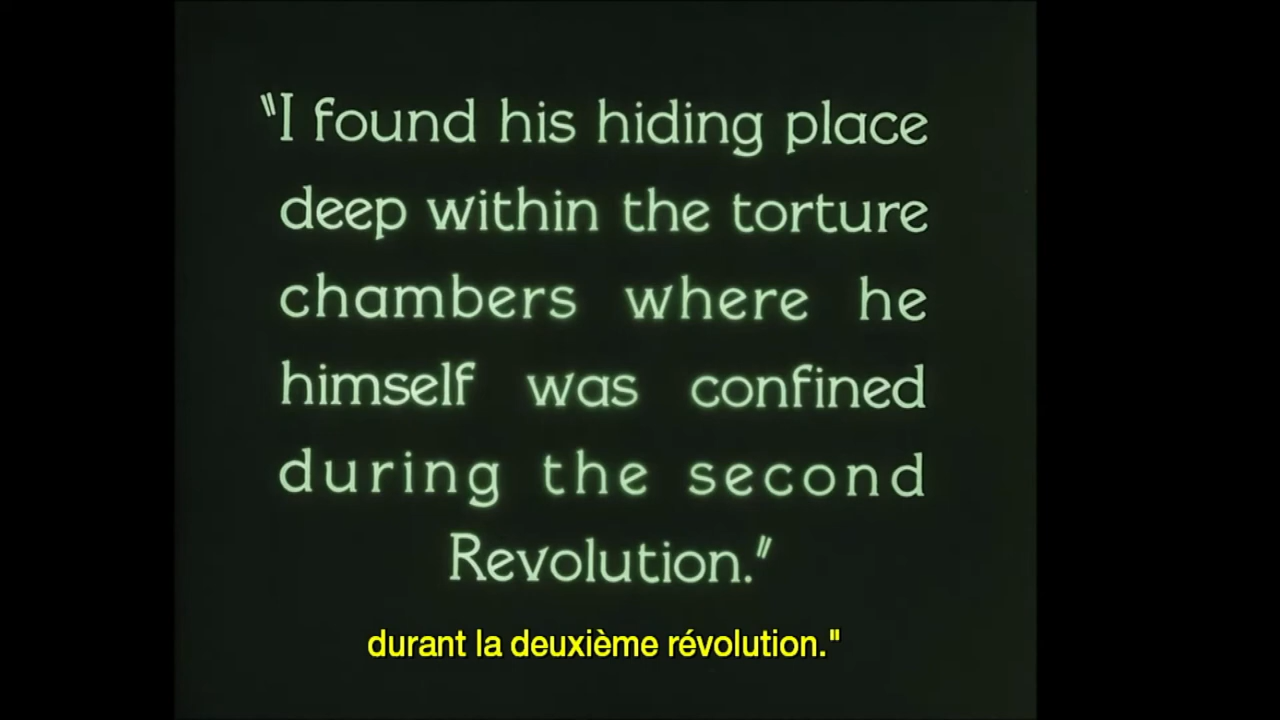 "I found his hiding place
deep within the torture
chambers where he
himself was confined
during the second
Revolution."
durant la deuxième révolution."